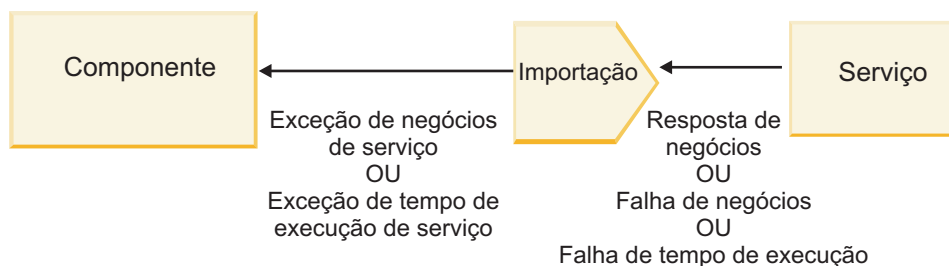 Componente
Importação
Serviço
Exceção de negócios
de serviço
OU
Exceção de tempo de
execução de serviço
Resposta de
negócios
OU
Falha de negócios
OU
Falha de tempo de execução